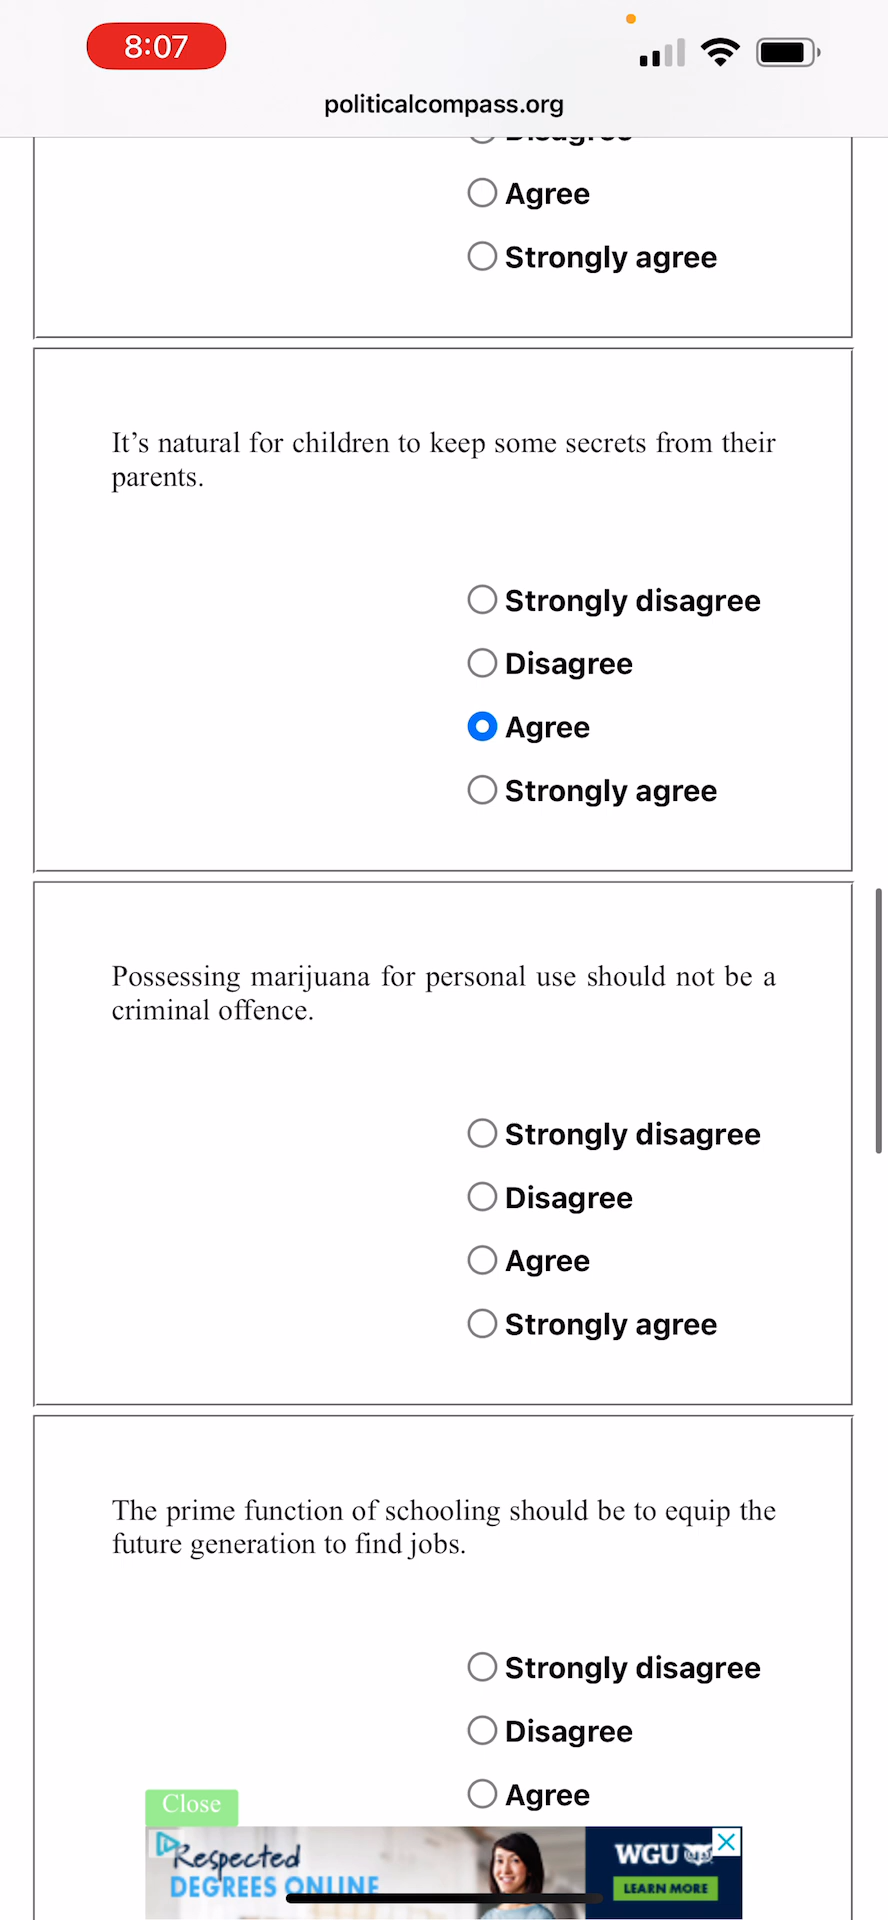 8:07
politicalcompass.org
Disagree
Agree
Strongly agree
It’s natural for children to keep some secrets from their
parents.
Strongly disagree
Disagree
Agree
Strongly agree
Possessing marijuana for personal use should not be a
criminal offence.
Strongly disagree
Disagree
Agree
Strongly agree
The prime function of schooling should be to equip the
future generation to find jobs.
Strongly disagree
Disagree
Agree
Close
Respected
DEGREES ONLINE
WGU
LEARN MORE